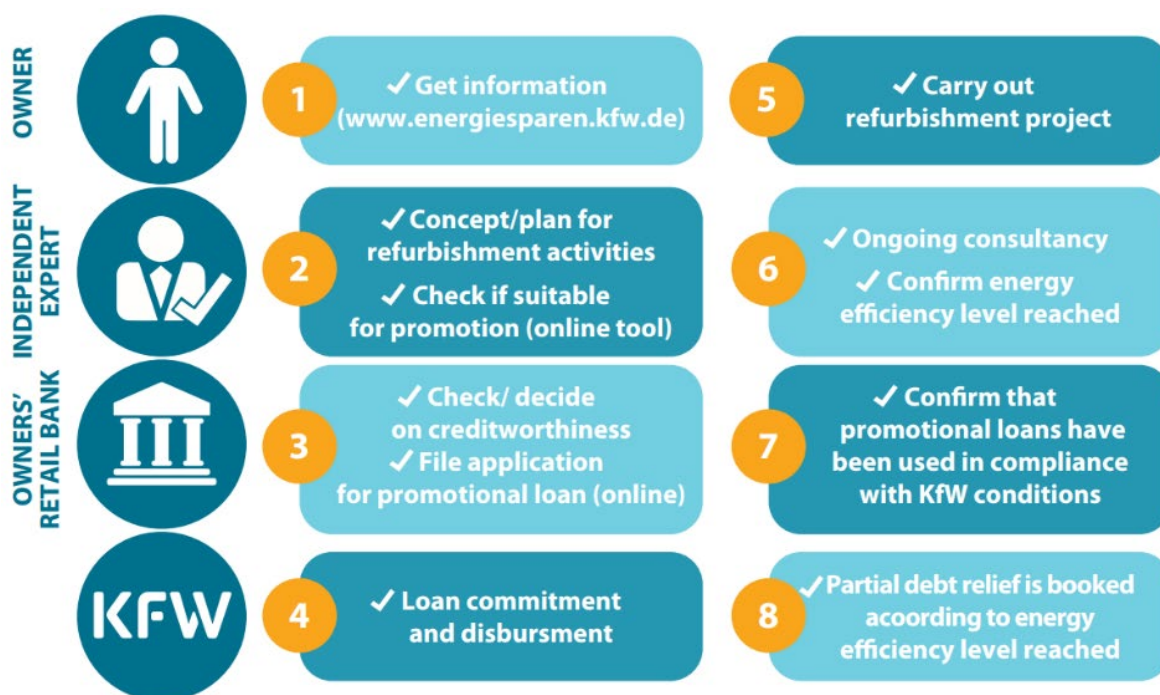 OWNER
1
✓ Get information
(www.energiesparen.kfw.de)
5
✓ Carry out
refurbishment project
INDEPENDENT
EXPERT
2
✓ Concept/plan for
refurbishment activities
✓ Check if suitable
for promotion (online tool)
6
✓ Ongoing consultancy
✓ Confirm energy
efficiency level reached
OWNERS'
RETAIL BANK
3
✓ Check/ decide
on creditworthiness
✓ File application
for promotional loan (online)
7
✓ Confirm that
promotional loans have
been used in compliance
with KfW conditions
KFW
4
✓ Loan commitment
and disbursment
8
✓ Partial debt relief is booked
acoording to energy
efficiency level reached